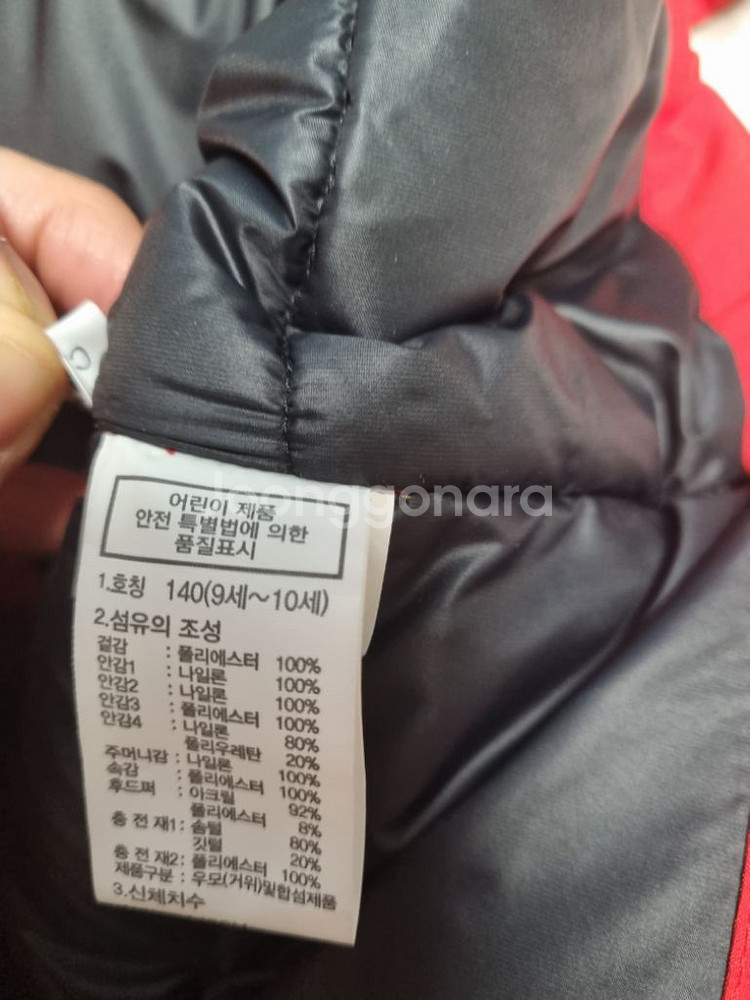 어린이 제품
안전 특별법에 의한
품질표시
1.호칭 140(9세~10세)
2.섬유의 조성
겉감 : 폴리에스터 100%
안감1 : 나일론 100%
안감2 : 나일론 100%
안감3 : 폴리에스터 100%
안감4 : 나일론 80%
폴리우레탄 20%
주머니감 : 나일론 100%
속감 : 폴리에스터 100%
후드퍼 : 아크릴 92%
폴리에스터 8%
충 전 재1 : 솜털 80%
깃털 20%
충 전 재2 : 폴리에스터 100%
제품구분 : 우모(거위)및합섬제품
3.신체치수
joonggonara
C